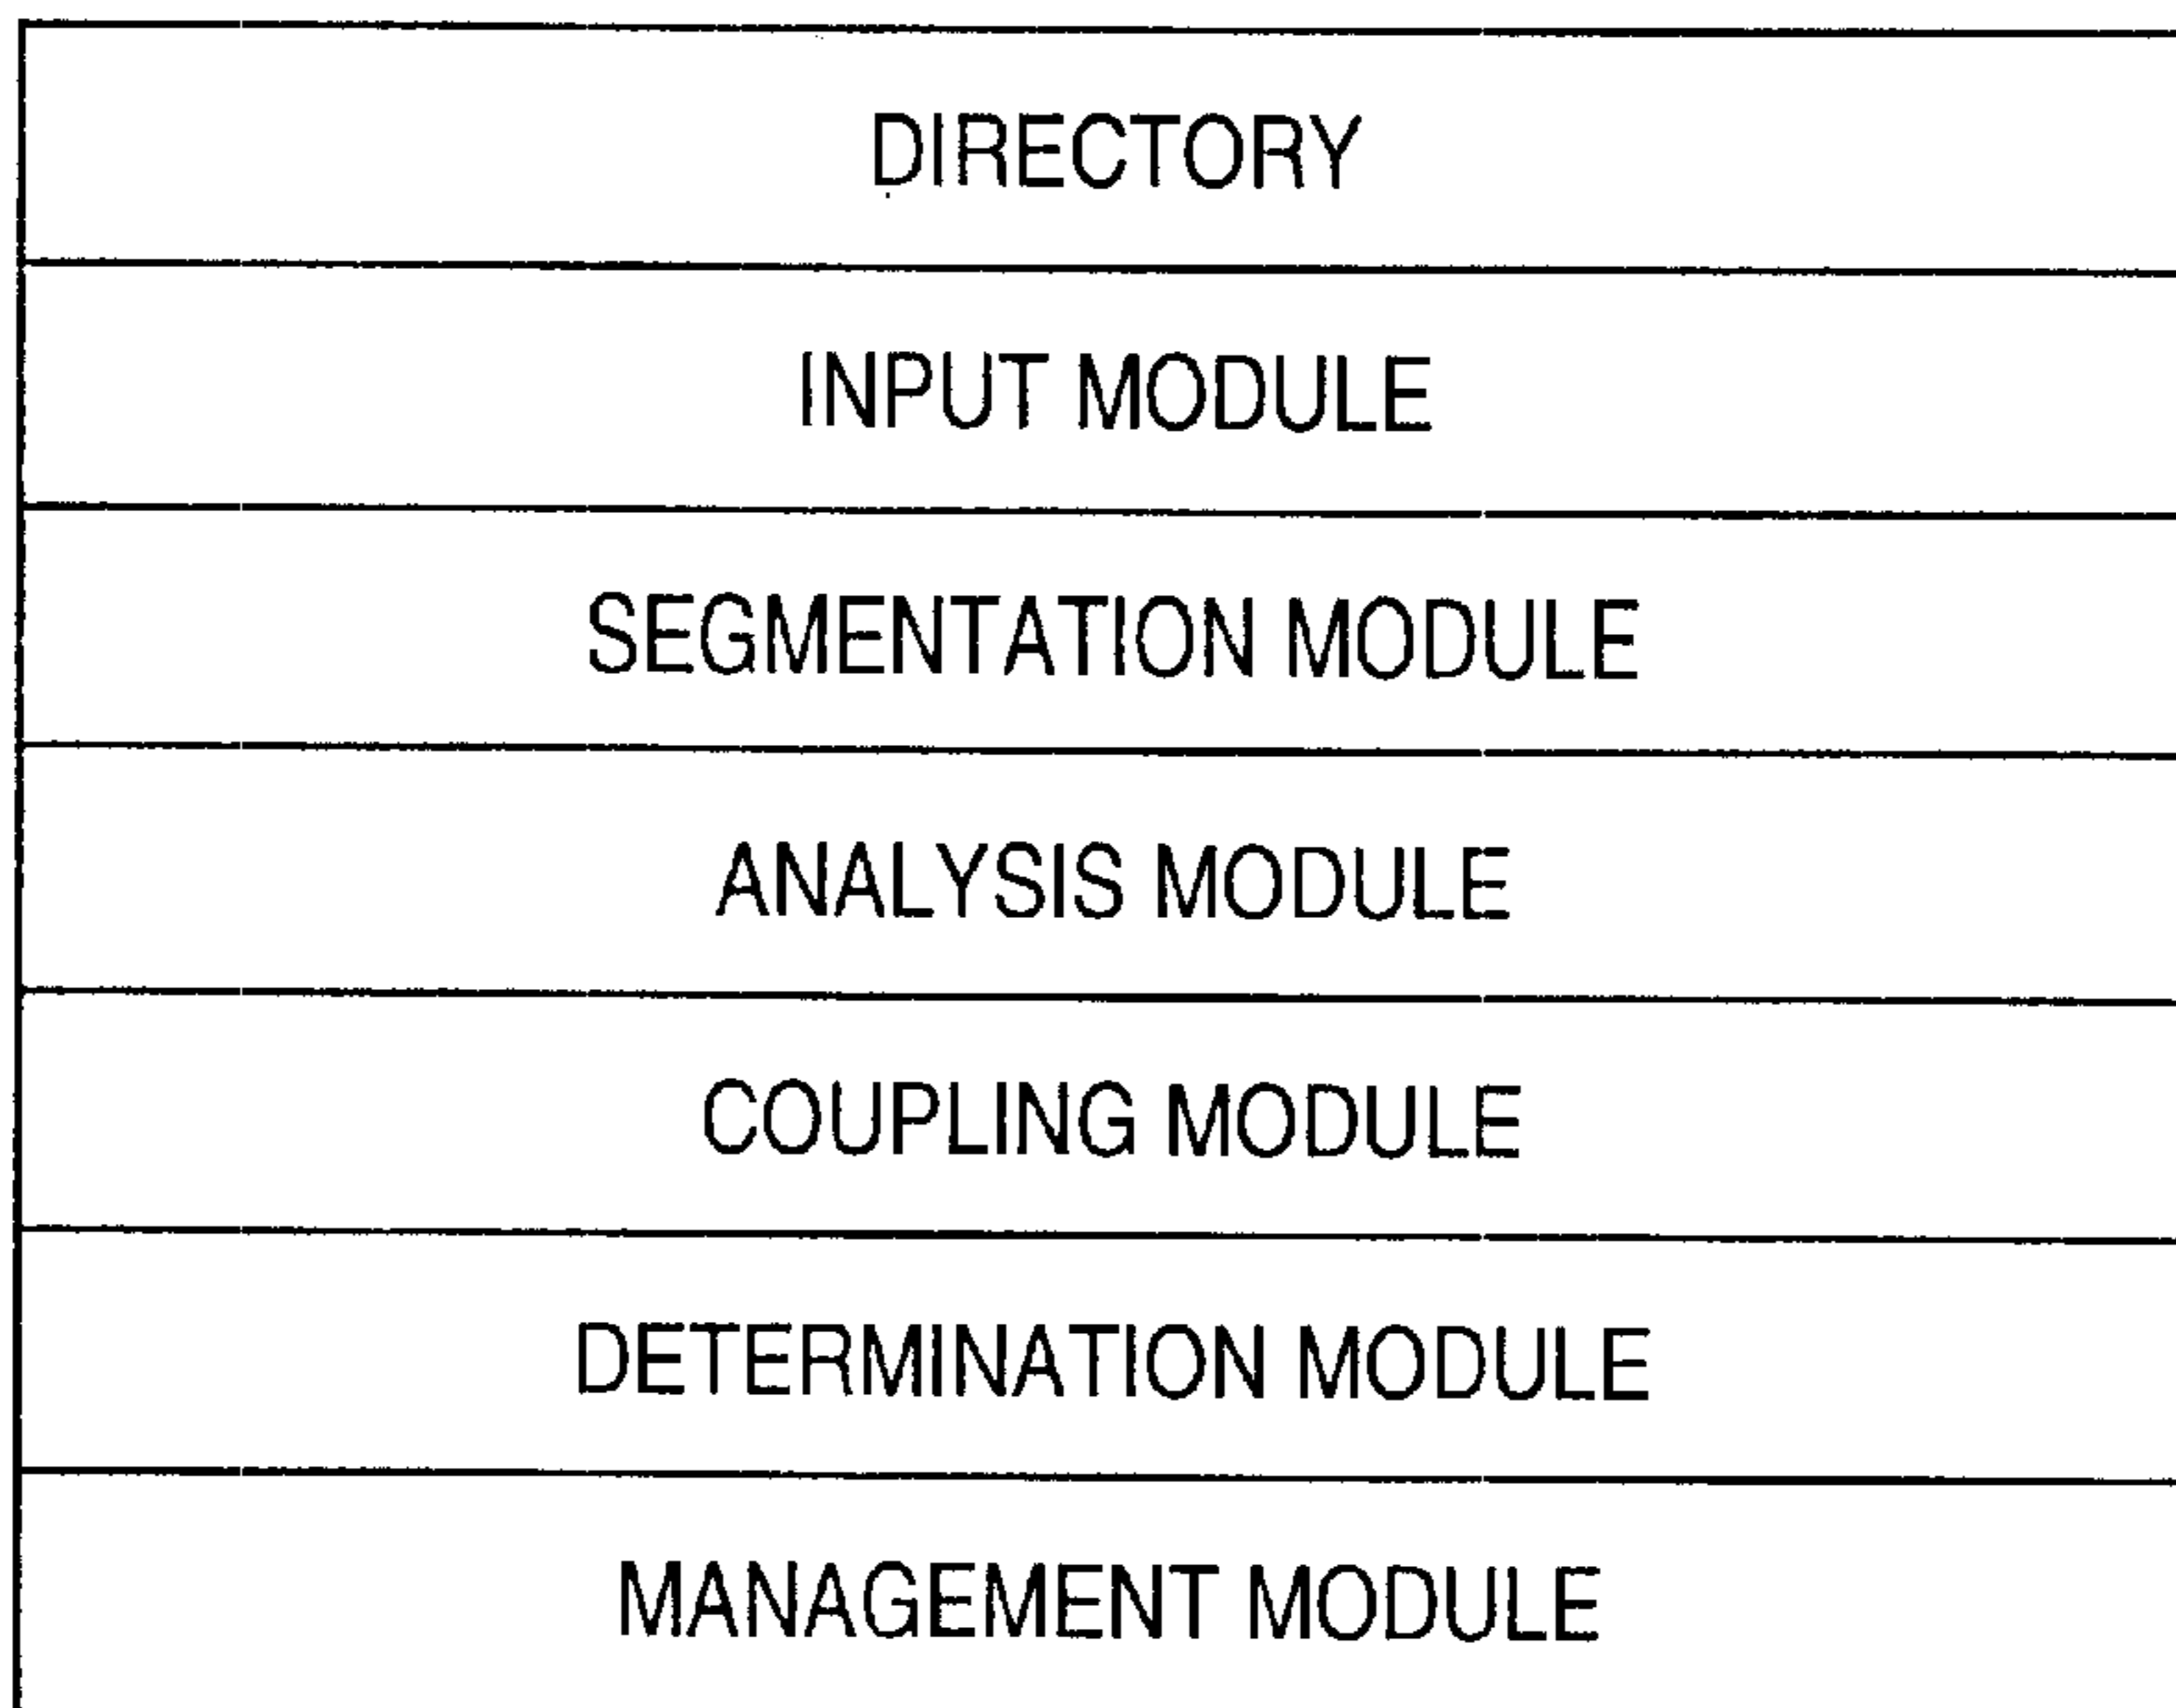 DIRECTORY
INPUT MODULE
SEGMENTATION MODULE
ANALYSIS MODULE
COUPLING MODULE
DETERMINATION MODULE
MANAGEMENT MODULE